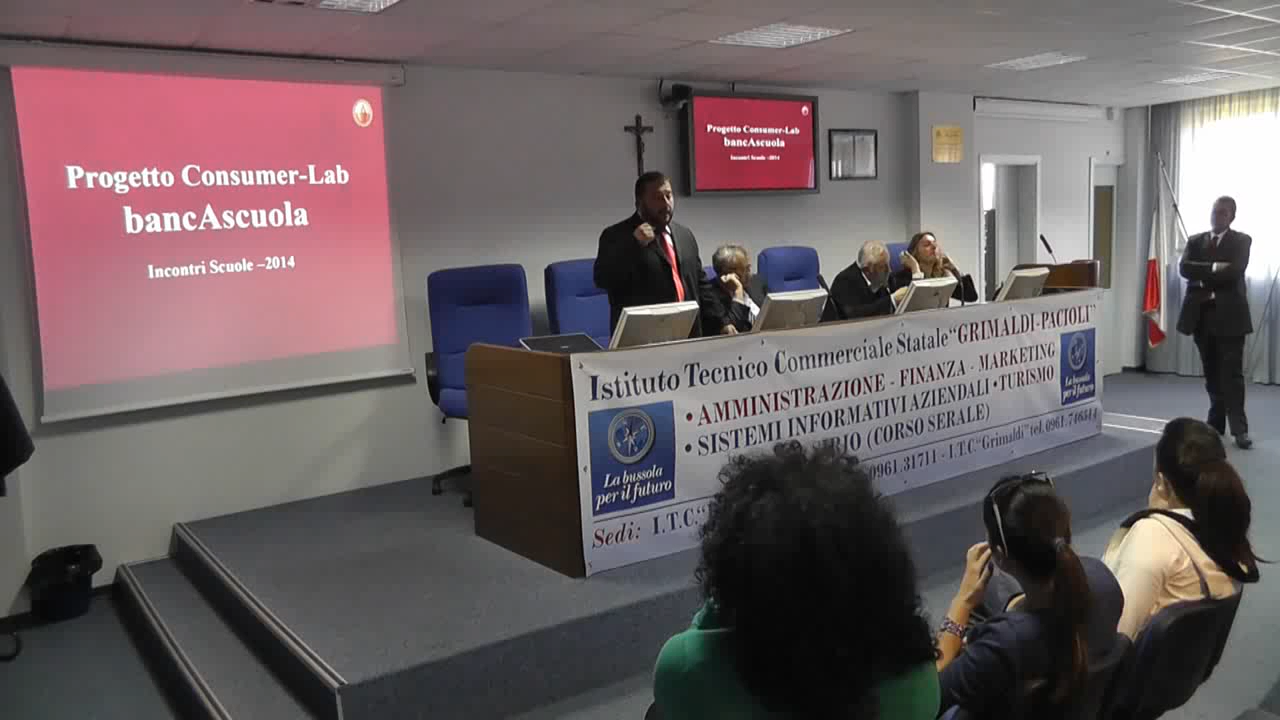 Progetto Consumer-Lab
bancAscuola
Incontri Scuole –2014
Progetto Consumer-Lab
bancAscuola
Incontri Scuole –2014
Istituto Tecnico Commerciale Statale “GRIMALDI-PACIOLI”
• AMMINISTRAZIONE - FINANZA - MARKETING
• SISTEMI INFORMATIVI AZIENDALI • TURISMO
(CORSO SERALE)
La bussola
per il futuro
La bussola
per il futuro
Sedi: I.T.C. 0961.31711 - I.T.C. “Grimaldi” tel. 0961.746514